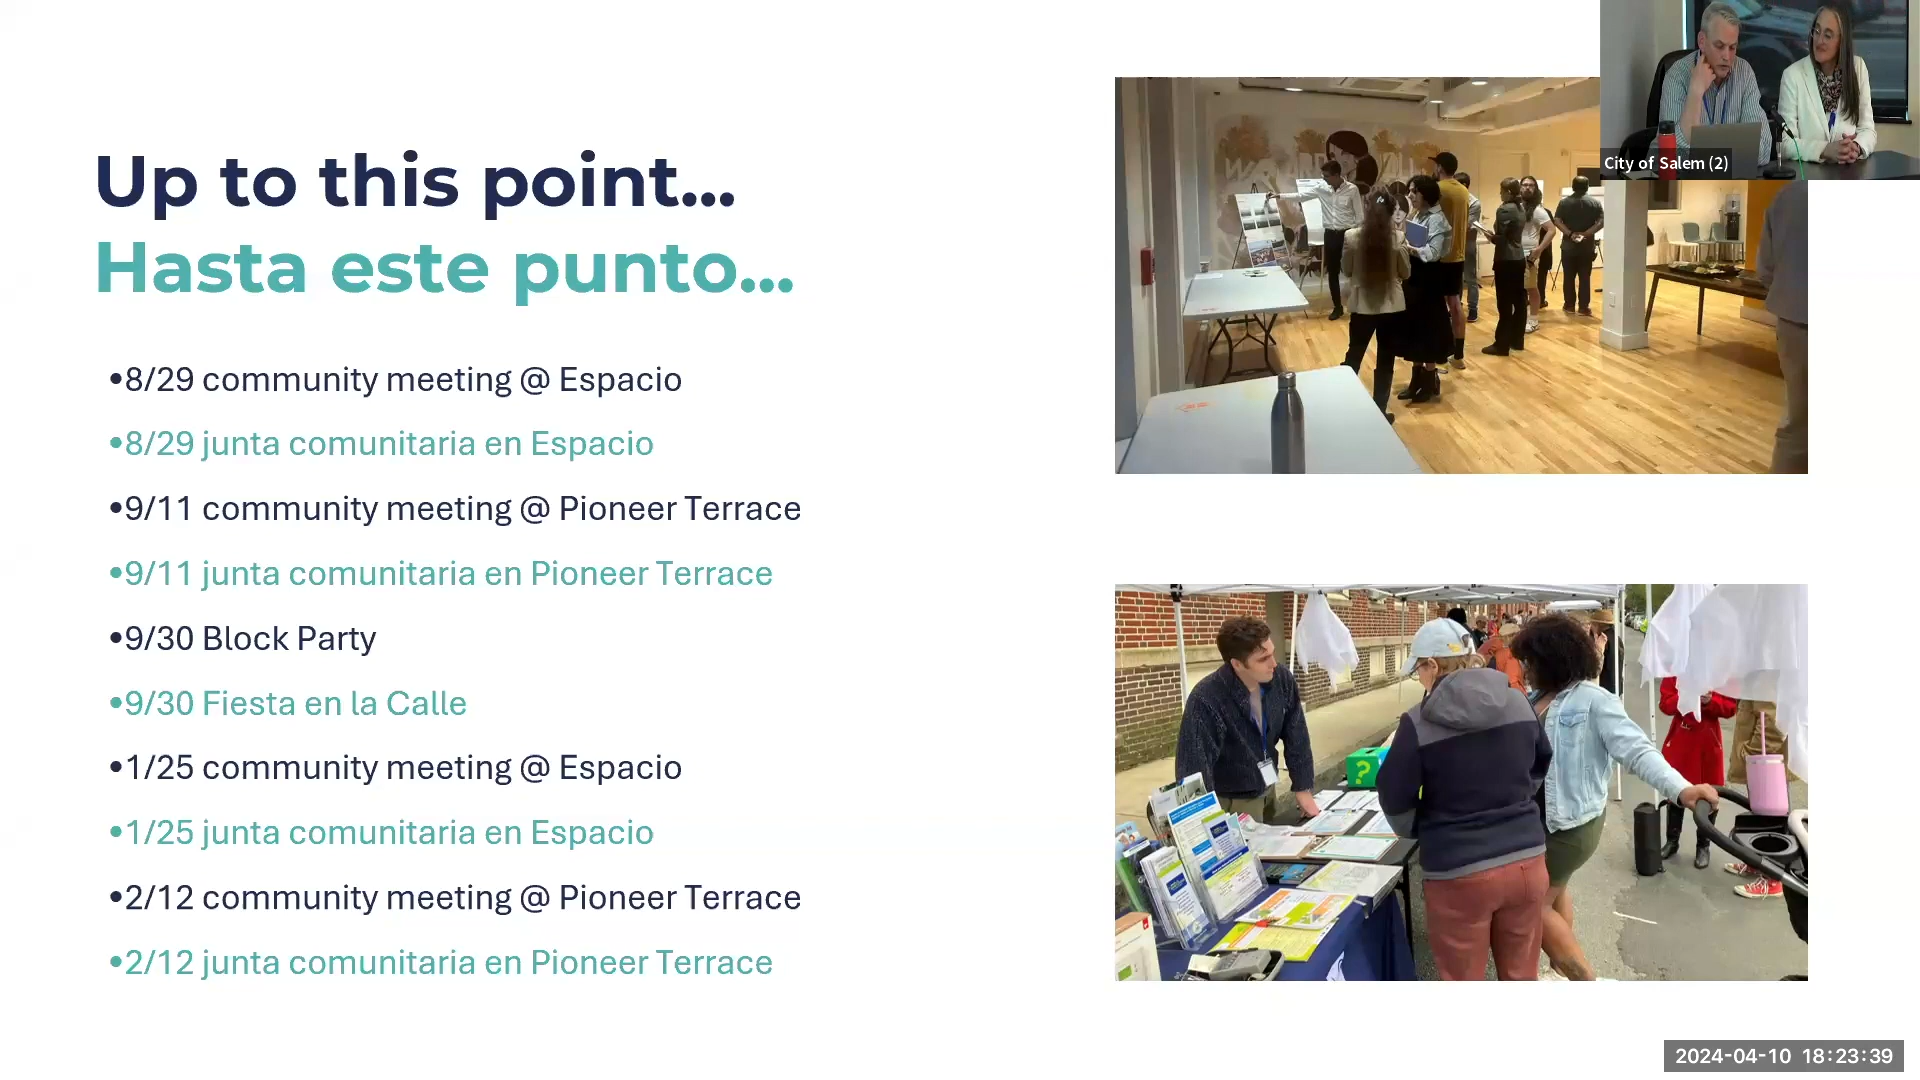 Up to this point...
Hasta este punto...
•8/29 community meeting @ Espacio
•8/29 junta comunitaria en Espacio
•9/11 community meeting @ Pioneer Terrace
•9/11 junta comunitaria en Pioneer Terrace
•9/30 Block Party
•9/30 Fiesta en la Calle
•1/25 community meeting @ Espacio
•1/25 junta comunitaria en Espacio
•2/12 community meeting @ Pioneer Terrace
•2/12 junta comunitaria en Pioneer Terrace
City of Salem (2)
?
2024-04-10 18:23:39